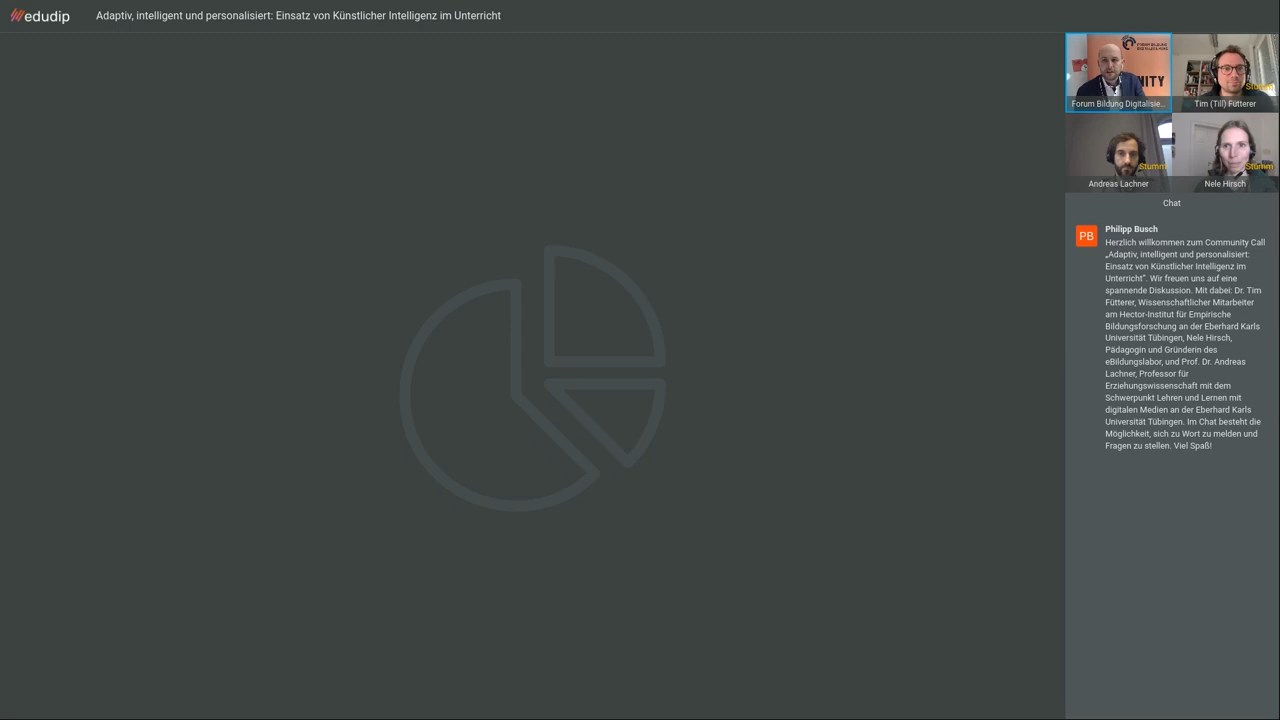 edudip
Adaptiv, intelligent und personalisiert: Einsatz von Künstlicher Intelligenz im Unterricht
FORUM BILDUNG
NITY
Forum Bildung Digitalisie...
Stumm
Tim (Till) Fütterer
Stumm
Andreas Lachner
Stumm
Nele Hirsch
Chat
PB
Philipp Busch
Herzlich willkommen zum Community Call
„Adaptiv, intelligent und personalisiert:
Einsatz von Künstlicher Intelligenz im
Unterricht“. Wir freuen uns auf eine
spannende Diskussion. Mit dabei: Dr. Tim
Fütterer, Wissenschaftlicher Mitarbeiter
am Hector-Institut für Empirische
Bildungsforschung an der Eberhard Karls
Universität Tübingen, Nele Hirsch,
Pädagogin und Gründerin des
eBildungslabor, und Prof. Dr. Andreas
Lachner, Professor für
Erziehungswissenschaft mit dem
Schwerpunkt Lehren und Lernen mit
digitalen Medien an der Eberhard Karls
Universität Tübingen. Im Chat besteht die
Möglichkeit, sich zu Wort zu melden und
Fragen zu stellen. Viel Spaß!